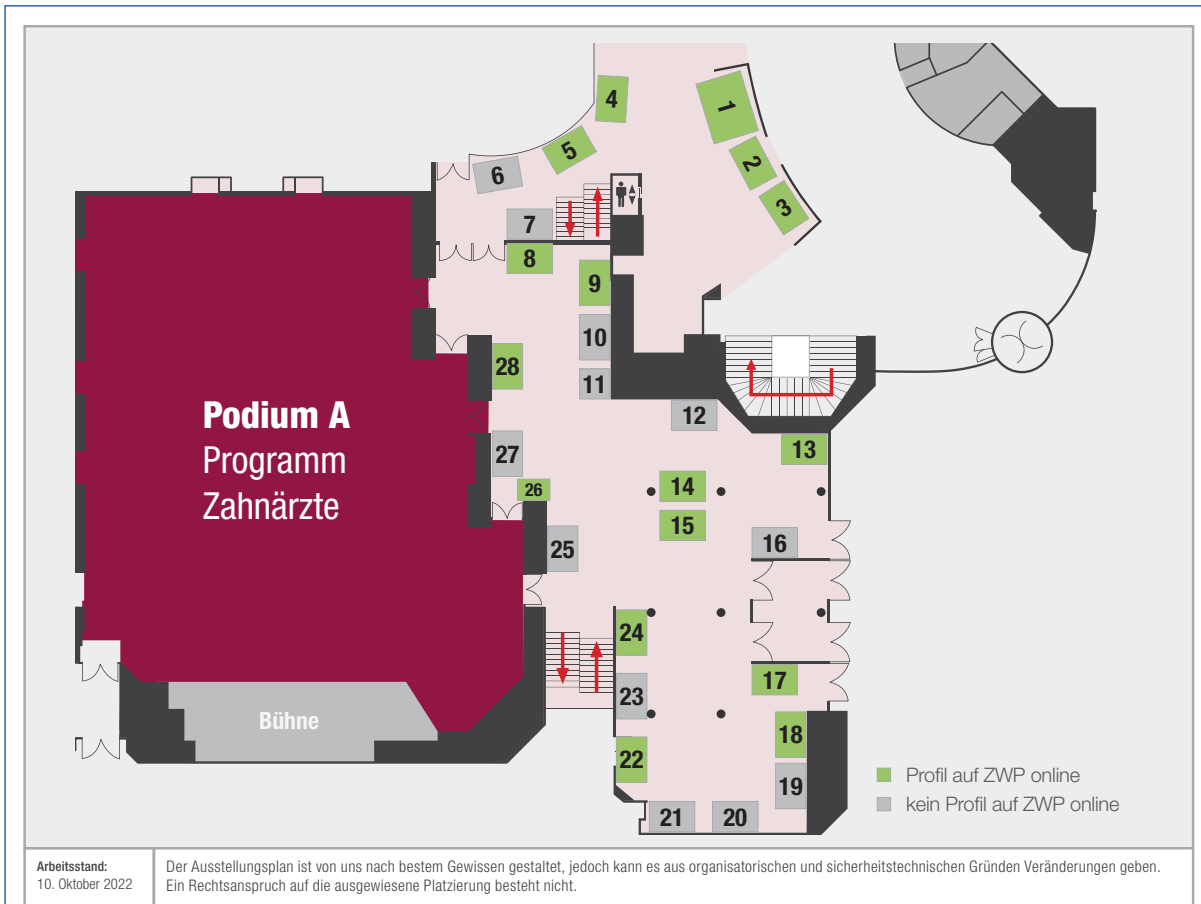 4
1
5
2
6
3
7
8
9
10
28
11
12
Podium A
Programm
Zahnärzte
13
27
14
26
15
25
16
24
17
23
Bühne
18
22
19
21
20
Profil auf ZWP online
kein Profil auf ZWP online
Arbeitsstand:
10. Oktober 2022
Der Ausstellungsplan ist von uns nach bestem Gewissen gestaltet, jedoch kann es aus organisatorischen und sicherheitstechnischen Gründen Veränderungen geben.
Ein Rechtsanspruch auf die ausgewiesene Platzierung besteht nicht.